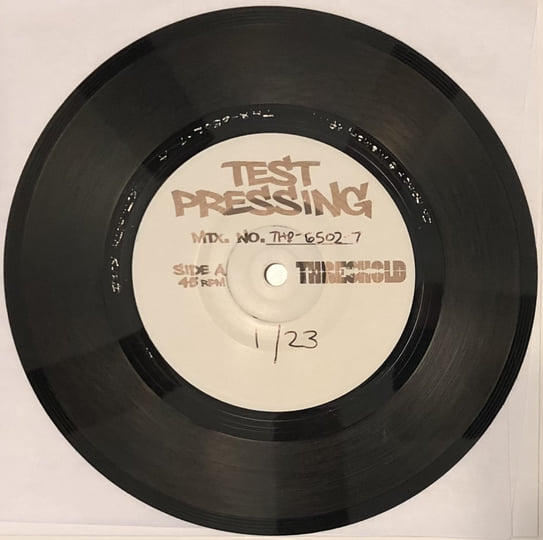 TEST
PRESSING
MTX. NO. THR-6502-7
SIDE A
45 RPM
THRESHOLD
1/23